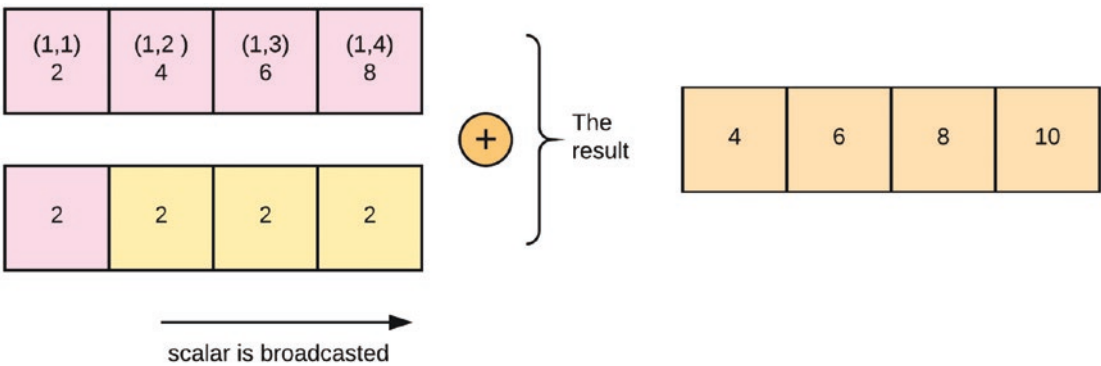 (1,1) (1,2 ) (1,3) (1,4)
2 4 6 8
+
The
result
4 6 8 10
2 2 2 2
scalar is broadcasted